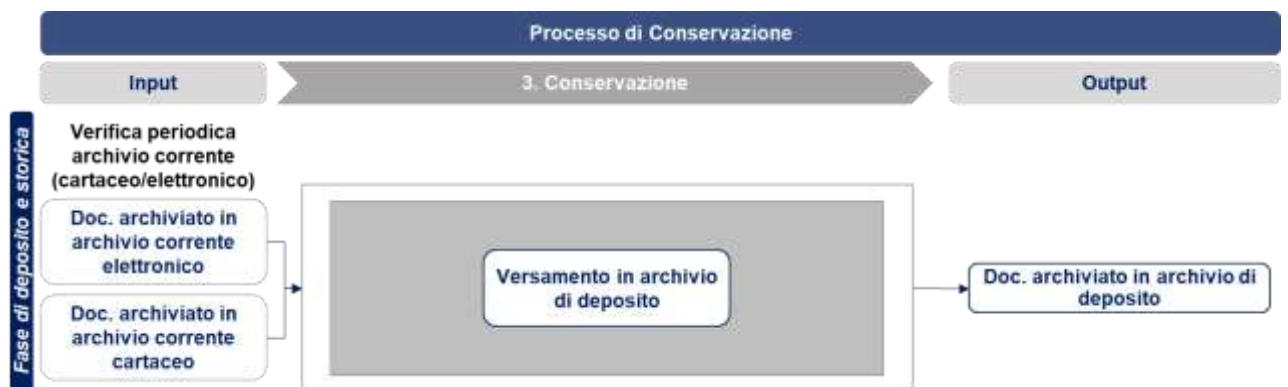 Processo di Conservazione
Input
3. Conservazione
Output
Fase di deposito e storica
Verifica periodica
archivio corrente
(cartaceo/elettronico)
Doc. archiviato in
archivio corrente
elettronico
Doc. archiviato in
archivio corrente
cartaceo
Versamento in archivio
di deposito
Doc. archiviato in archivio di
deposito